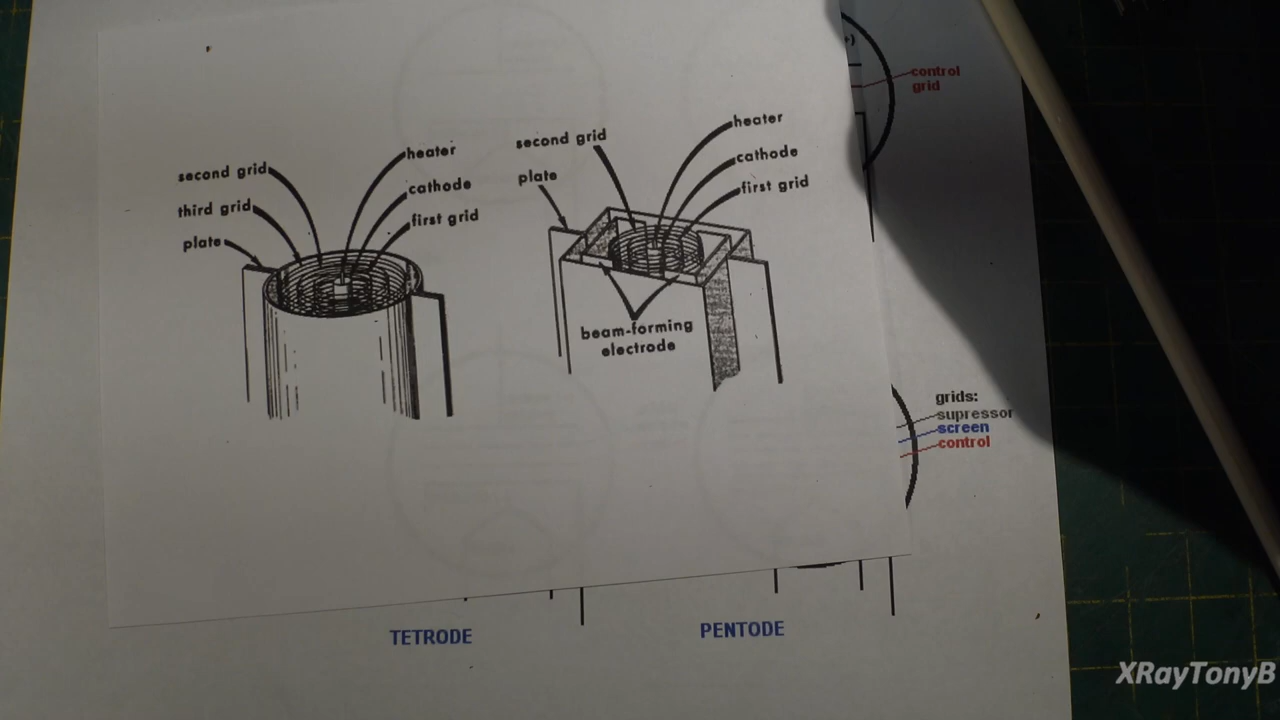 second grid
third grid
plate
heater
cathode
first grid
second grid
plate
heater
cathode
first grid
beam-forming
electrode
control
grid
grids:
supressor
screen
control
TETRODE
PENTODE
XRayTonyB